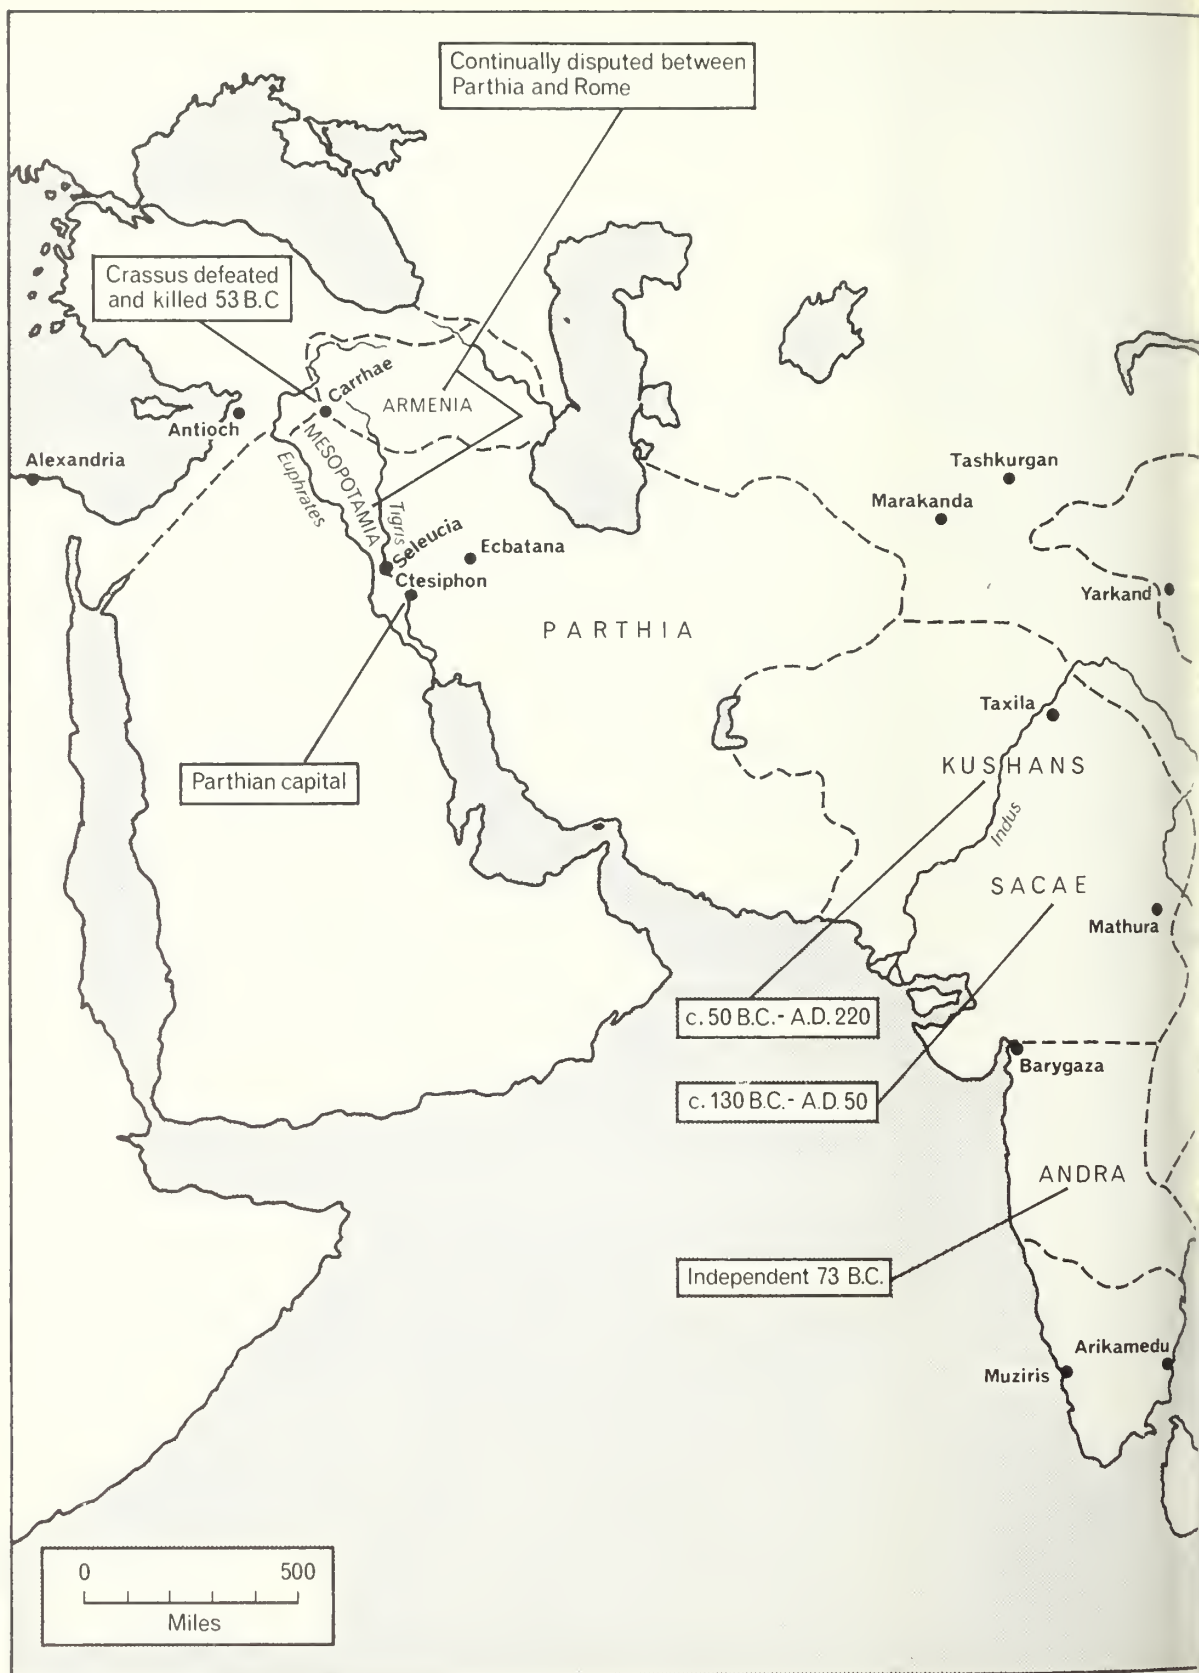 Continually disputed between
Parthia and Rome
Crassus defeated
and killed 53 B.C
Carrhae
ARMENIA
Antioch
MESOPOTAMIA
Euphrates
Alexandria
Tigris
Tashkurgan
Marakanda
Seleucia
Ecbatana
Ctesiphon
Yarkand
PARTHIA
Taxila
KUSHANS
Parthian capital
Indus
SACAE
Mathura
c. 50 B.C.- A.D. 220
Barygaza
c. 130 B.C.- A.D. 50
ANDRA
Independent 73 B.C.
Arikamedu
Muziris
0 500
Miles